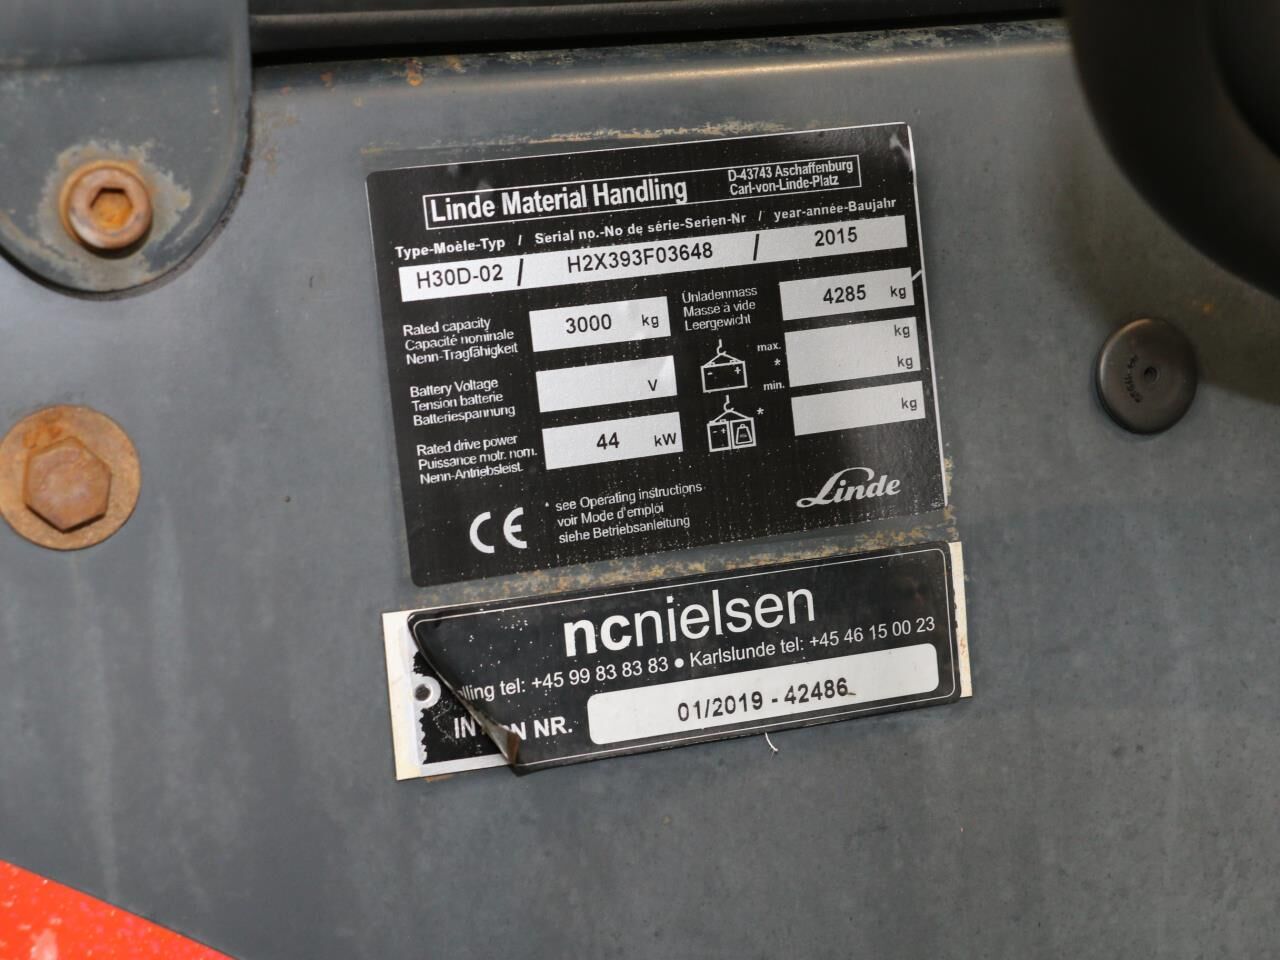 Linde Material Handling
D-43743 Aschaffenburg
Carl-von-Linde-Platz
Type-Moèle-Typ / Serial no.-No de série-Serien-Nr / year-année-Baujahr
H30D-02 / H2X393F03648 / 2015
Rated capacity
Capacité nominale
Nenn-Tragfähigkeit
3000 kg
Unladenmass
Masse à vide
Leergewicht
4285 kg
Battery Voltage
Tension batterie
Batteriespannung
V
max. kg
* kg
min.
Rated drive power
Puissance motr. nom.
Nenn-Antriebsleist.
44 kW
* kg
CE
* see Operating instructions
voir Mode d'emploi
siehe Betriebsanleitung
Linde
ncnielsen
tel: +45 99 83 83 83 • Karlslunde tel: +45 46 15 00 23
NR. 01/2019 - 42486